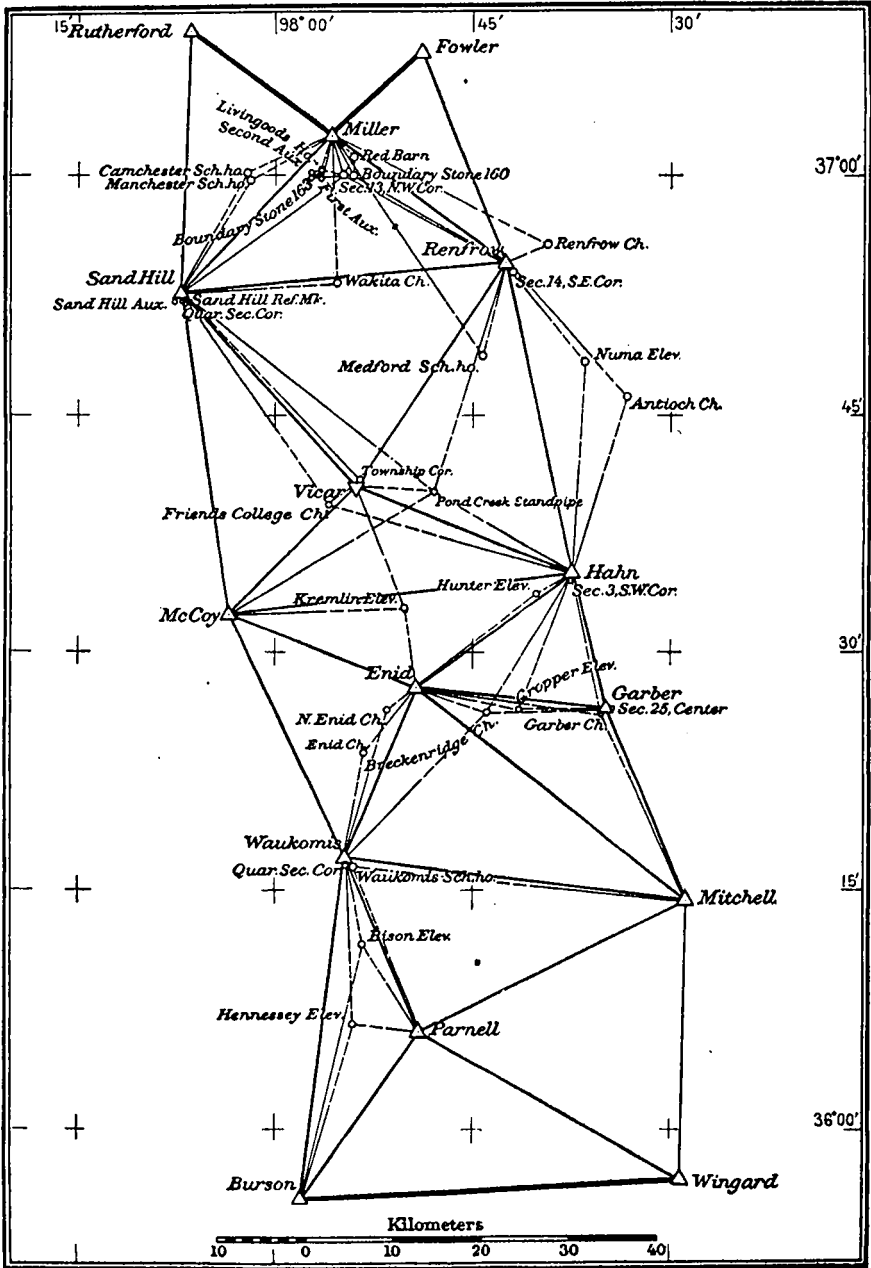 15' 98°00' 45' 30'
Rutherford
Fowler
Livingoods Ho.
Second Aux.
Miller
Red Barn
Camchester Sch.ho.
Manchester Sch.ho.
Boundary Stone 160
37°00'
Sec.13, N.W.Cor.
Boundary Stone 163
First Aux.
Renfrow
Renfrow Ch.
Sand Hill
Wakita Ch.
Sec.14, S.E.Cor.
Sand Hill Aux.
Sand Hill Ref. Mk.
Quar. Sec. Cor.
Medford Sch.ho.
Numa Elev.
Antioch Ch.
45'
Township Cor.
Vicar
Pond Creek Standpipe
Friends College Ch.
Hahn
Hunter Elev.
Sec.3, S.W.Cor.
Kremlin Elev.
McCoy
30'
Enid
Cropper Elev.
Garber
Sec.25, Center
N. Enid Ch.
Garber Ch.
Enid Ch.
Breckenridge Ch.
Waukomis
Quar. Sec. Cor.
Waukomis Sch.ho.
15'
Mitchell
Bison Elev.
Hennessey Elev.
Parnell
36°00'
Burson
Wingard
Kilometers
10 0 10 20 30 40